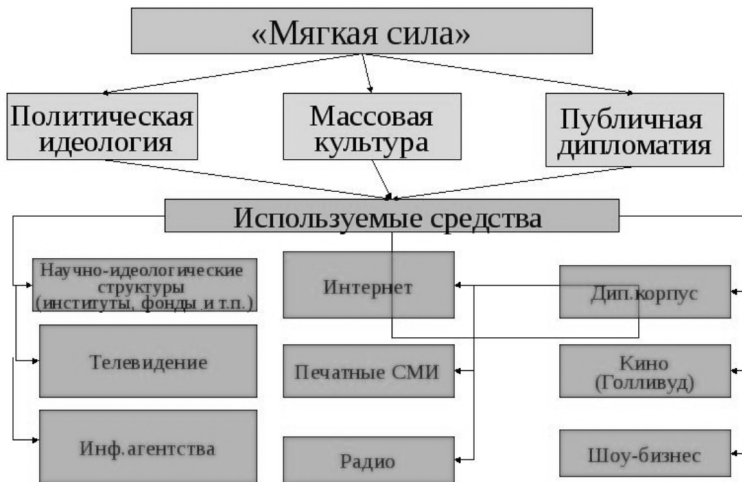 «Мягкая сила»
Политическая
идеология
Массовая
культура
Публичная
дипломатия
Используемые средства
Научно-идеологические
структуры
(институты, фонды и т.п.)
Интернет
Дип.корпус
Телевидение
Печатные СМИ
Кино
(Голливуд)
Инф.агентства
Радио
Шоу-бизнес